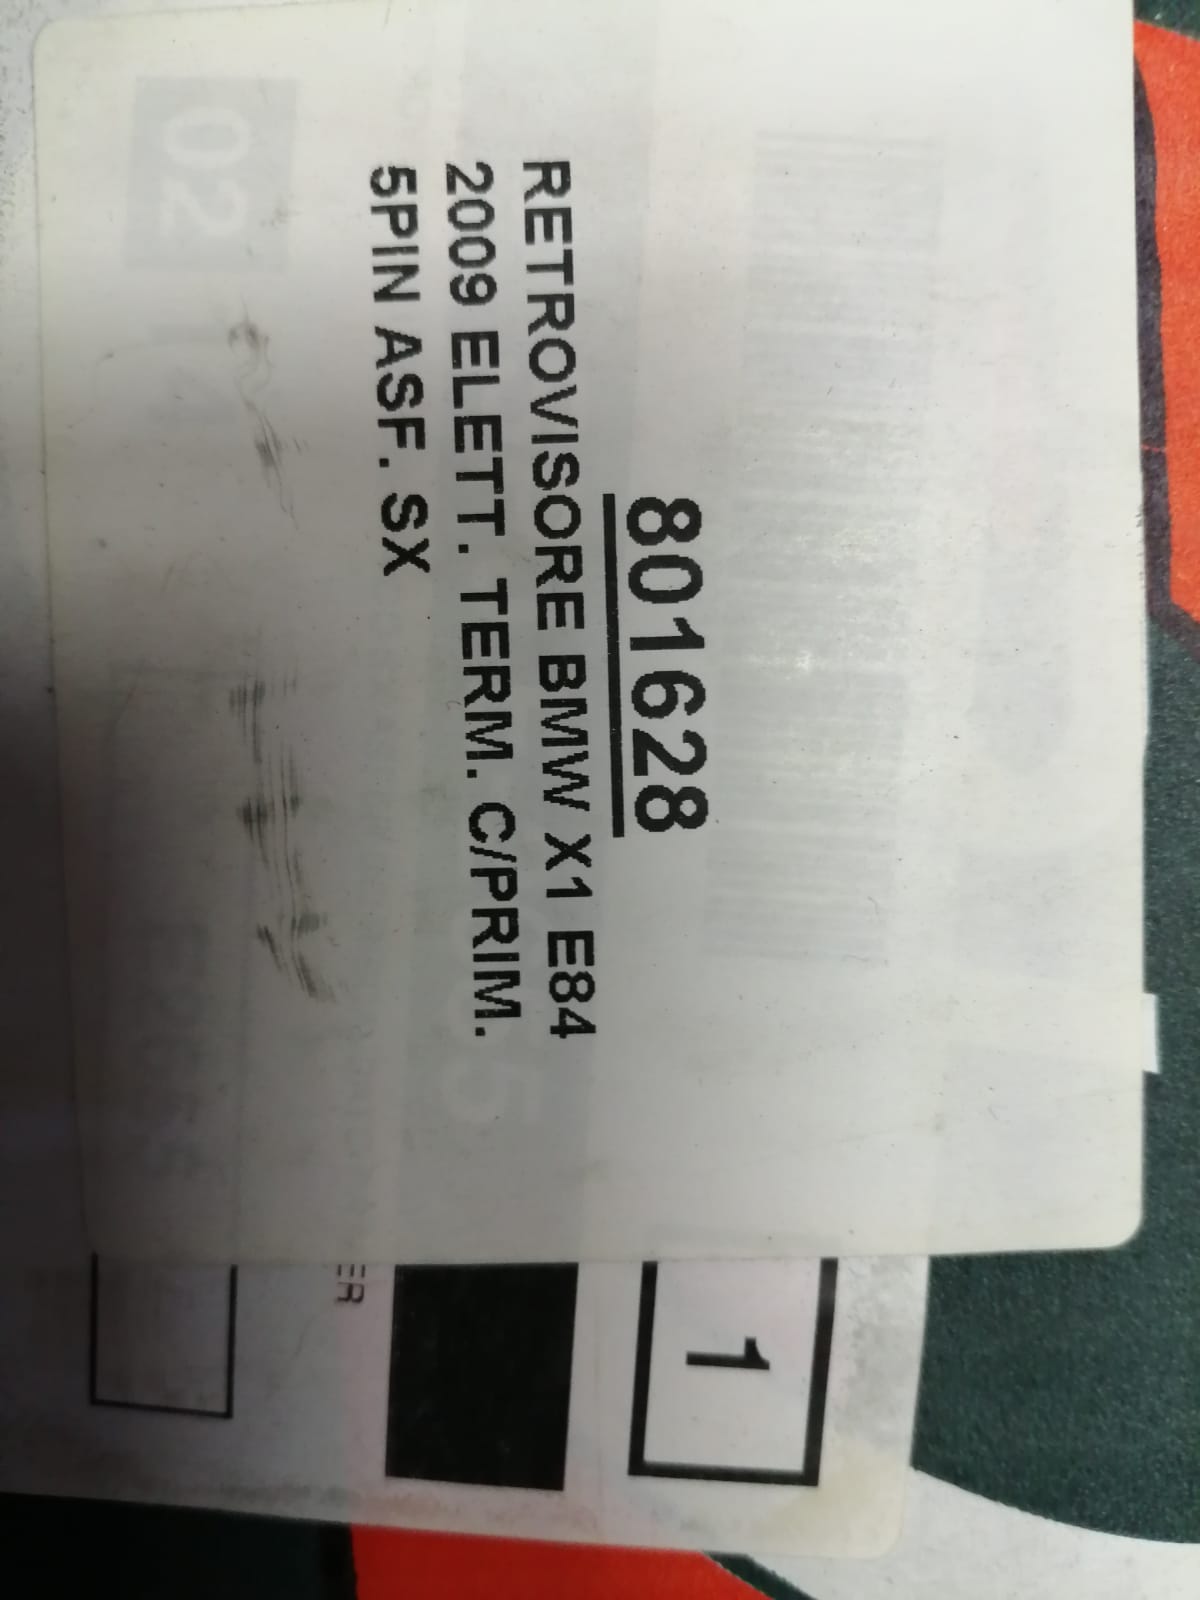 801628
RETROVISORE BMW X1 E84
2009 ELETT. TERM. C/PRIM.
5PIN ASF. SX
02
ER
1